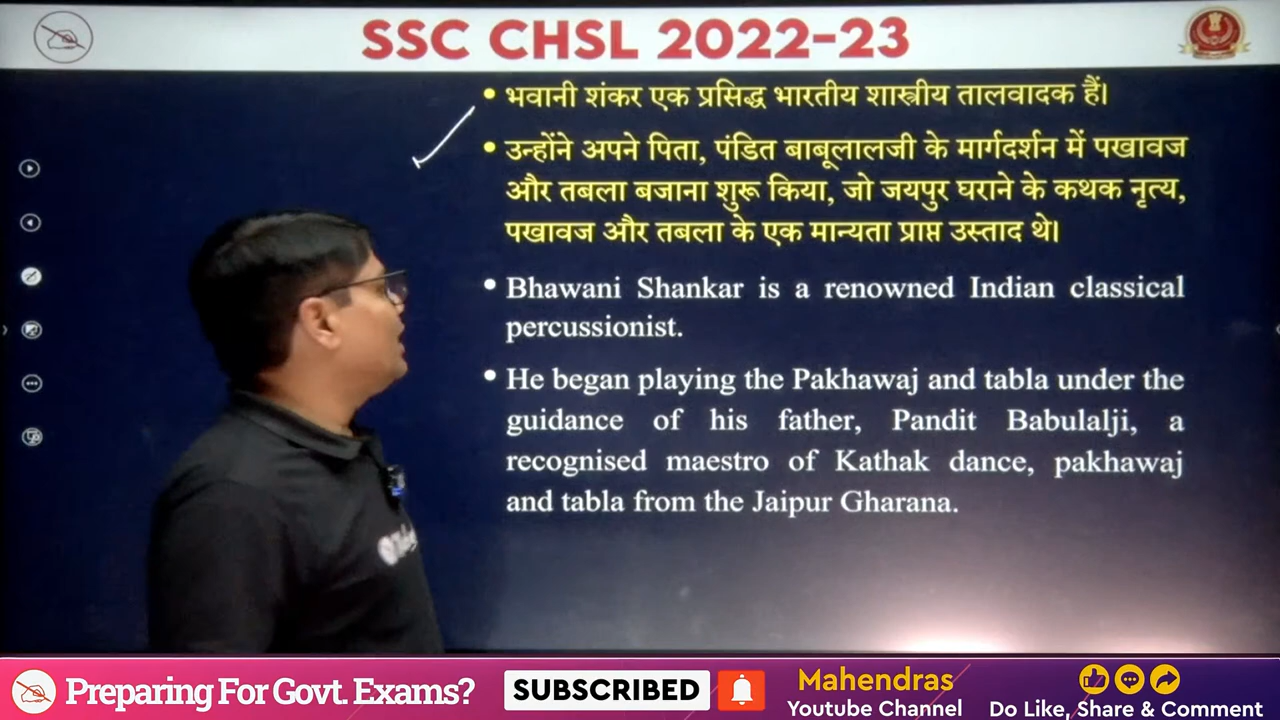 SSC CHSL 2022-23
• भवानी शंकर एक प्रसिद्ध भारतीय शास्त्रीय तालवादक हैं।
• उन्होंने अपने पिता, पंडित बाबूलालजी के मार्गदर्शन में पखावज
और तबला बजाना शुरू किया, जो जयपुर घराने के कथक नृत्य,
पखावज और तबला के एक मान्यता प्राप्त उस्ताद थे।
• Bhawani Shankar is a renowned Indian classical
percussionist.
• He began playing the Pakhawaj and tabla under the
guidance of his father, Pandit Babulalji, a
recognised maestro of Kathak dance, pakhawaj
and tabla from the Jaipur Gharana.
Preparing For Govt. Exams?
SUBSCRIBED
Mahendras
Youtube Channel
Do Like, Share & Comment